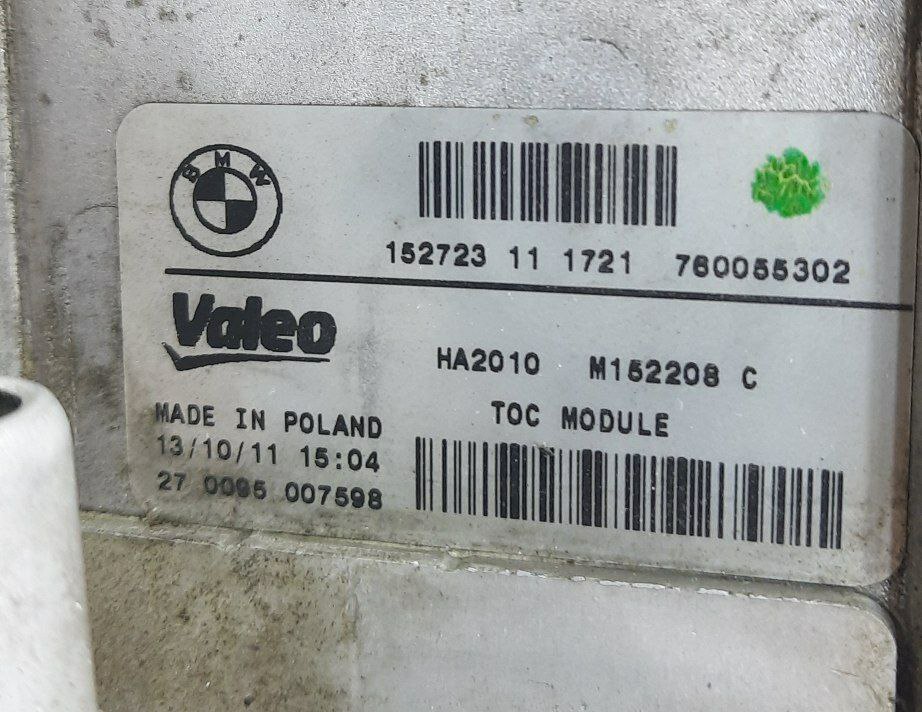 BMW
152723 11 1721 760055302
Valeo
HA2010 M152208 C
TOC MODULE
MADE IN POLAND
13/10/11 15:04
27 0095 007598